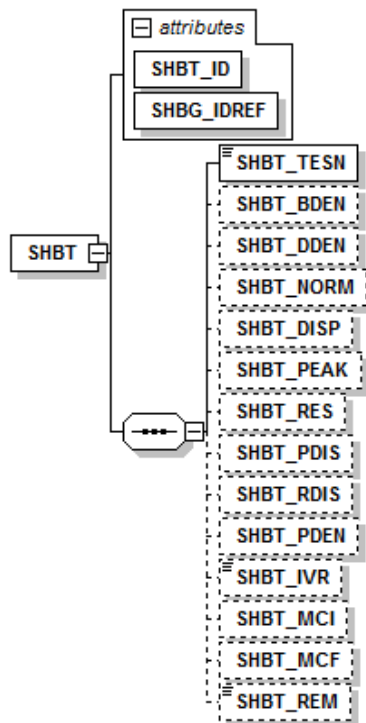 attributes
SHBT_ID
SHBG_IDREF
SHBT
SHBT_TESN
SHBT_BDEN
SHBT_DDEN
SHBT_NORM
SHBT_DISP
SHBT_PEAK
SHBT_RES
SHBT_PDIS
SHBT_RDIS
SHBT_PDEN
SHBT_IVR
SHBT_MCI
SHBT_MCF
SHBT_REM